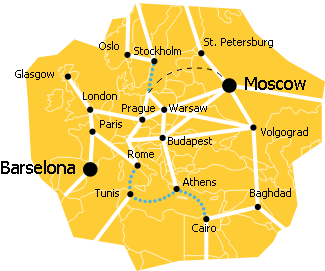 Oslo
Stockholm
St. Petersburg
Glasgow
Moscow
London
Prague
Warsaw
Paris
Volgograd
Budapest
Barselona
Rome
Tunis
Athens
Baghdad
Cairo